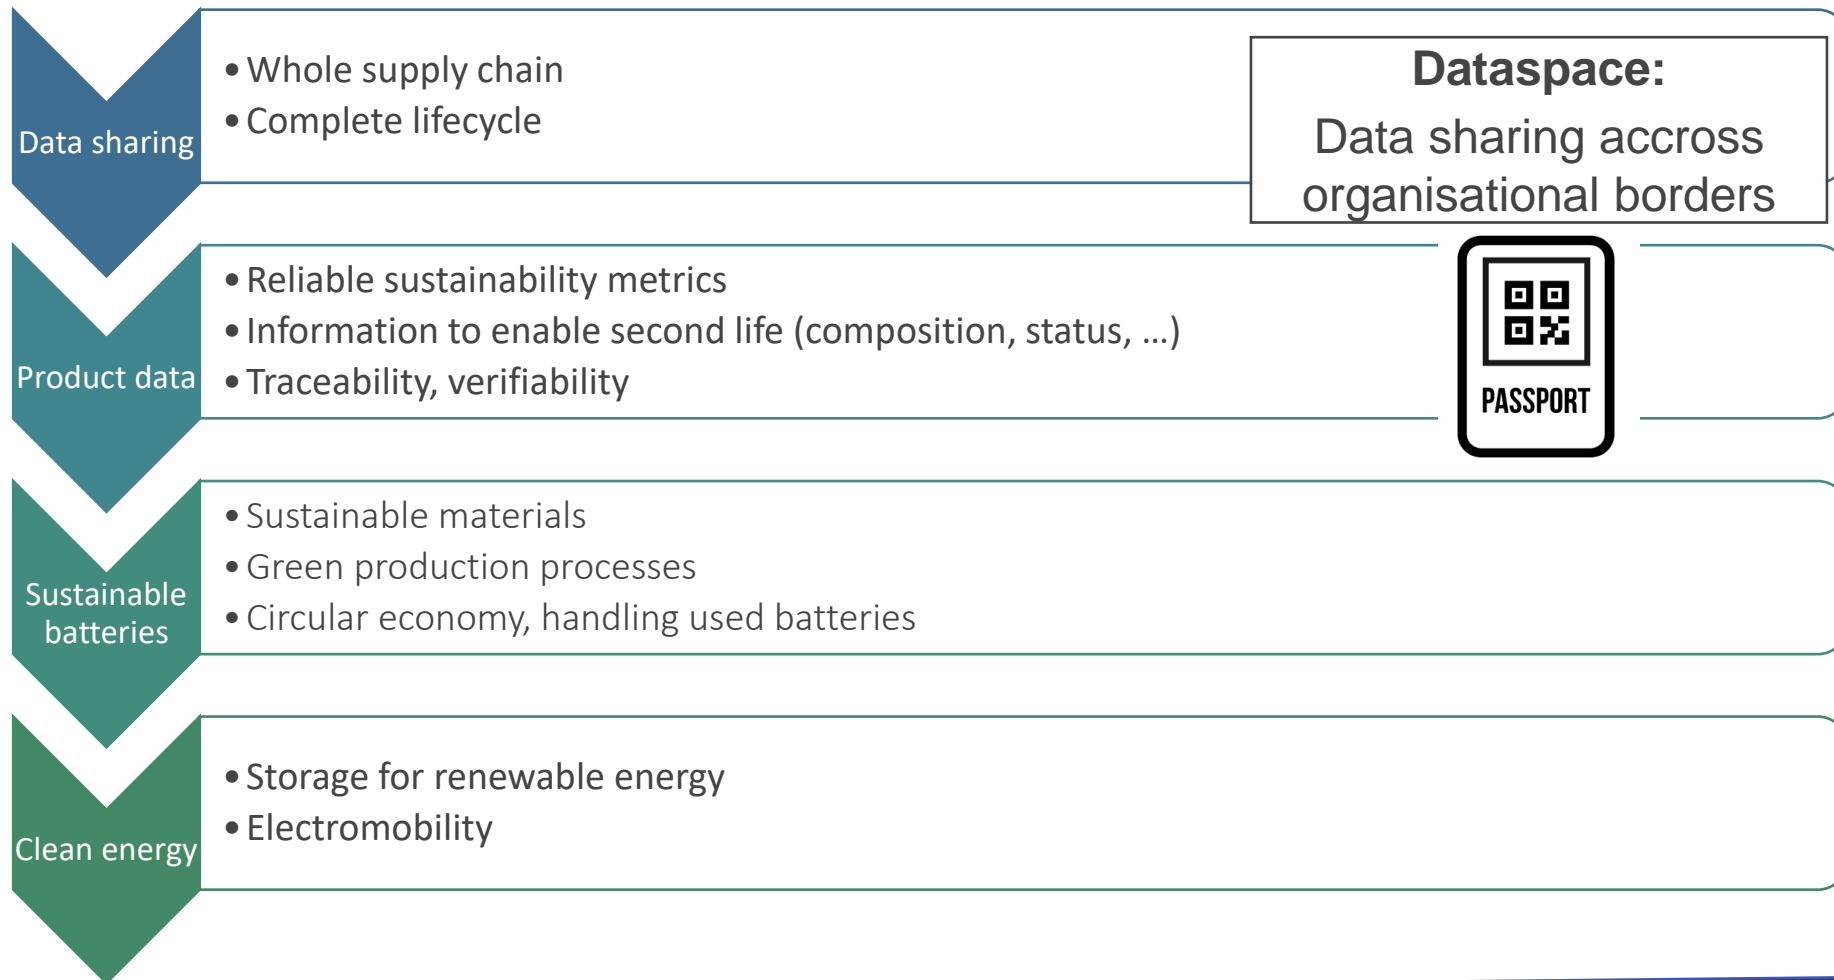 Data sharing
• Whole supply chain
• Complete lifecycle
Dataspace:
Data sharing accross
organisational borders
Product data
• Reliable sustainability metrics
• Information to enable second life (composition, status, …)
• Traceability, verifiability
PASSPORT
Sustainable
batteries
• Sustainable materials
• Green production processes
• Circular economy, handling used batteries
Clean energy
• Storage for renewable energy
• Electromobility